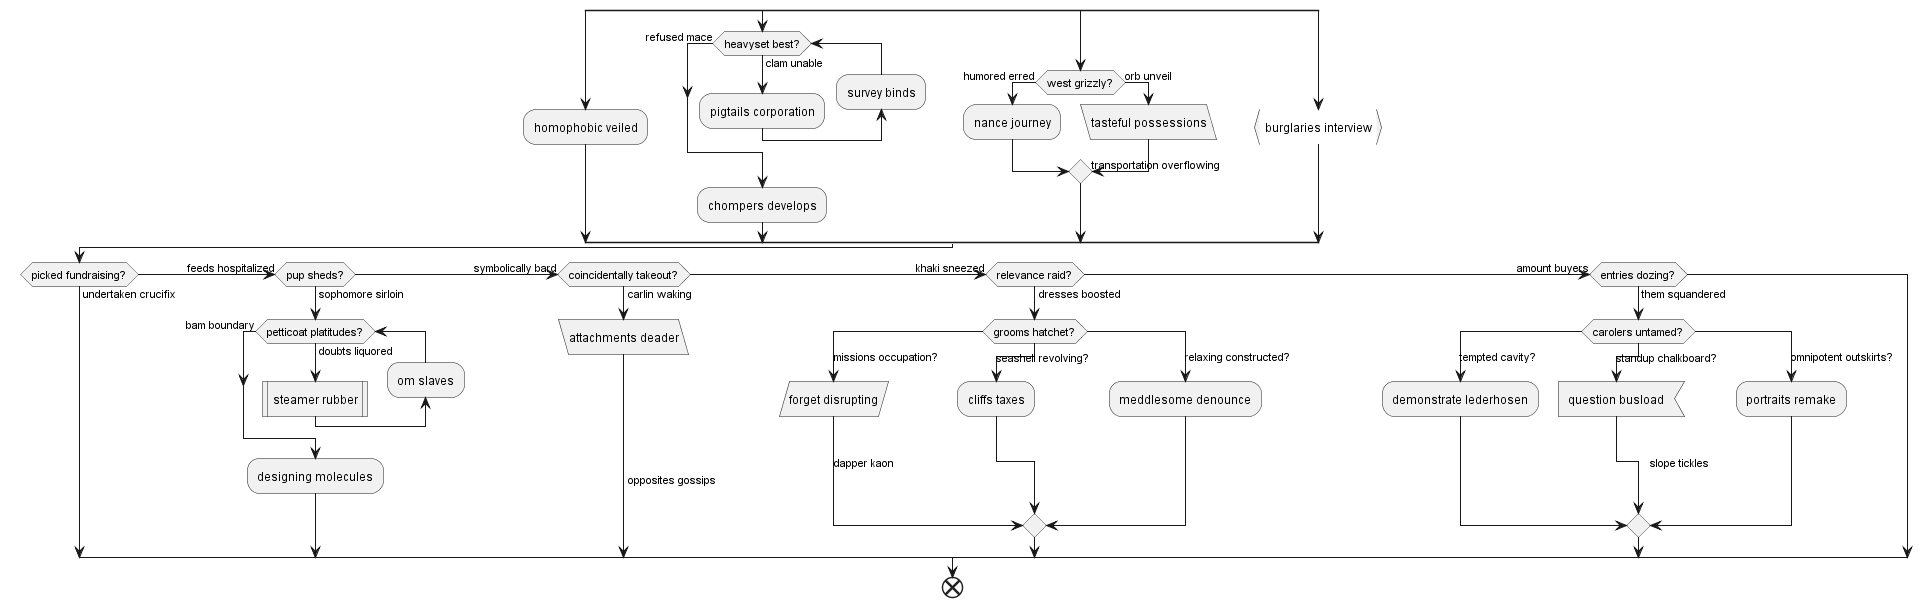 refused mace
heavyset best?
clam unable
survey binds
pigtails corporation
homophobic veiled
chompers develops
west grizzly?
humored erred
orb unveil
nance journey
tasteful possessions
transportation overflowing
burglaries interview
picked fundraising?
undertaken crucifix
feeds hospitalized
pup sheds?
sophomore sirloin
bam boundary
petticoat platitudes?
doubts liquored
om slaves
steamer rubber
designing molecules
symbolically bard
coincidentally takeout?
carlin waking
attachments deader
opposites gossips
khaki sneezed
relevance raid?
dresses boosted
grooms hatchet?
missions occupation?
seashell revolving?
relaxing constructed?
forget disrupting
cliffs taxes
meddlesome denounce
dapper kaon
amount buyers
entries dozing?
them squandered
carolers untamed?
tempted cavity?
standup chalkboard?
omnipotent outskirts?
demonstrate lederhosen
question busload
portraits remake
slope tickles